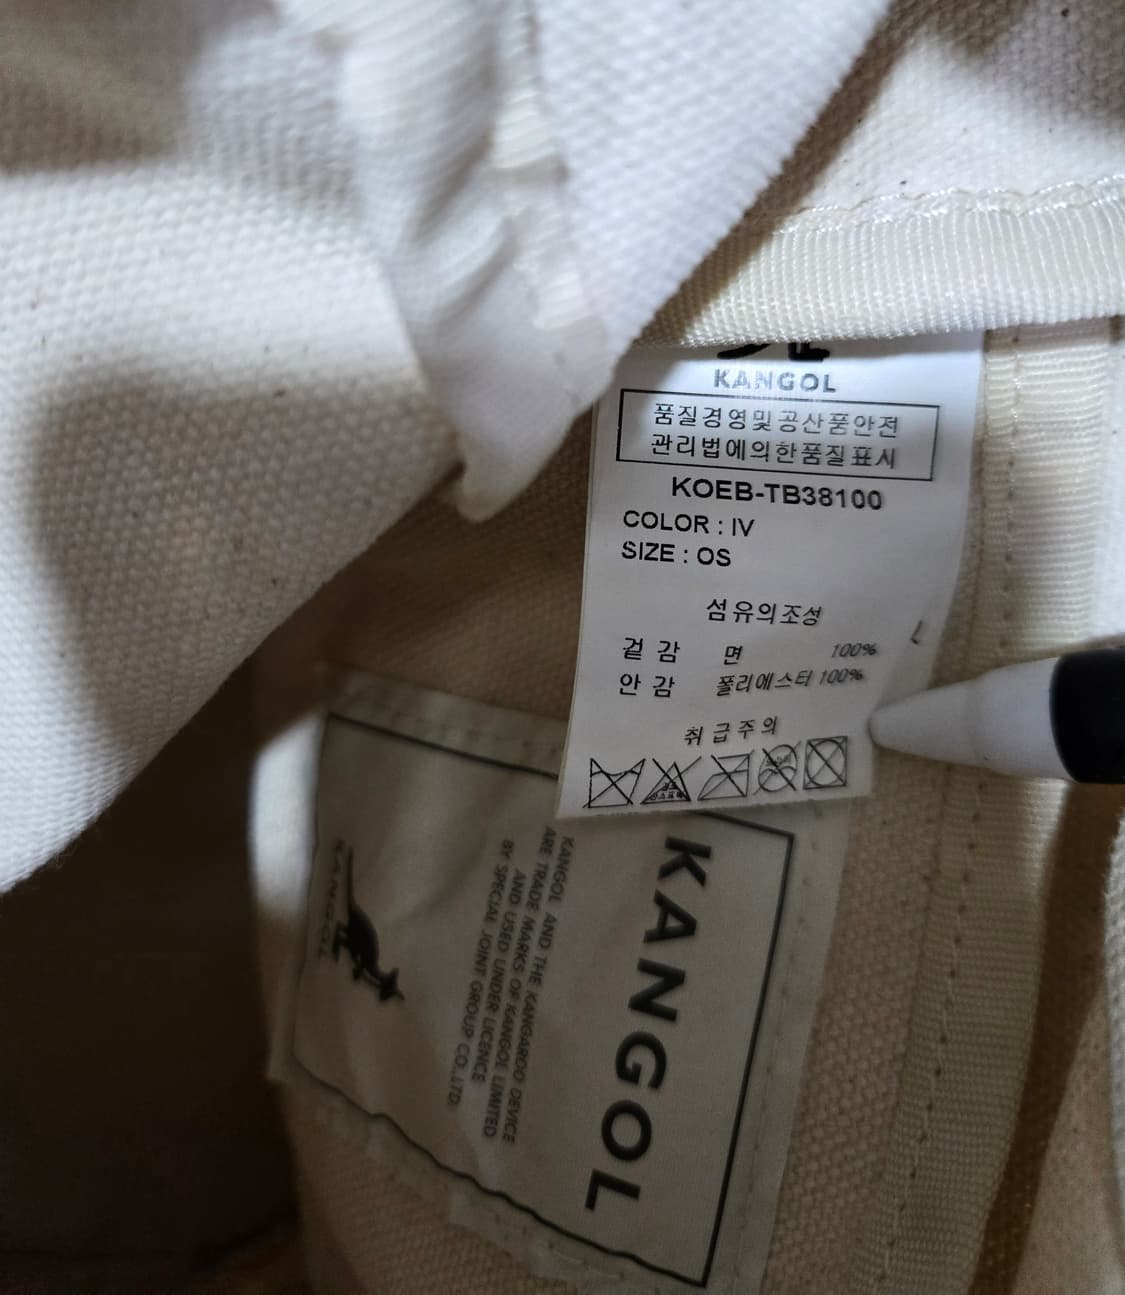 KANGOL
품질경영및공산품안전
관리법에의한품질표시
KOEB-TB38100
COLOR : IV
SIZE : OS
섬유의조성
겉 감 면 100%
안 감 폴리에스터 100%
취급주의
KANGOL
KANGOL AND THE KANGAROO DEVICE
ARE TRADE MARKS OF KANGOL LIMITED
AND USED UNDER LICENCE
BY SPECIAL JOINT GROUP CO.,LTD.
KANGOL